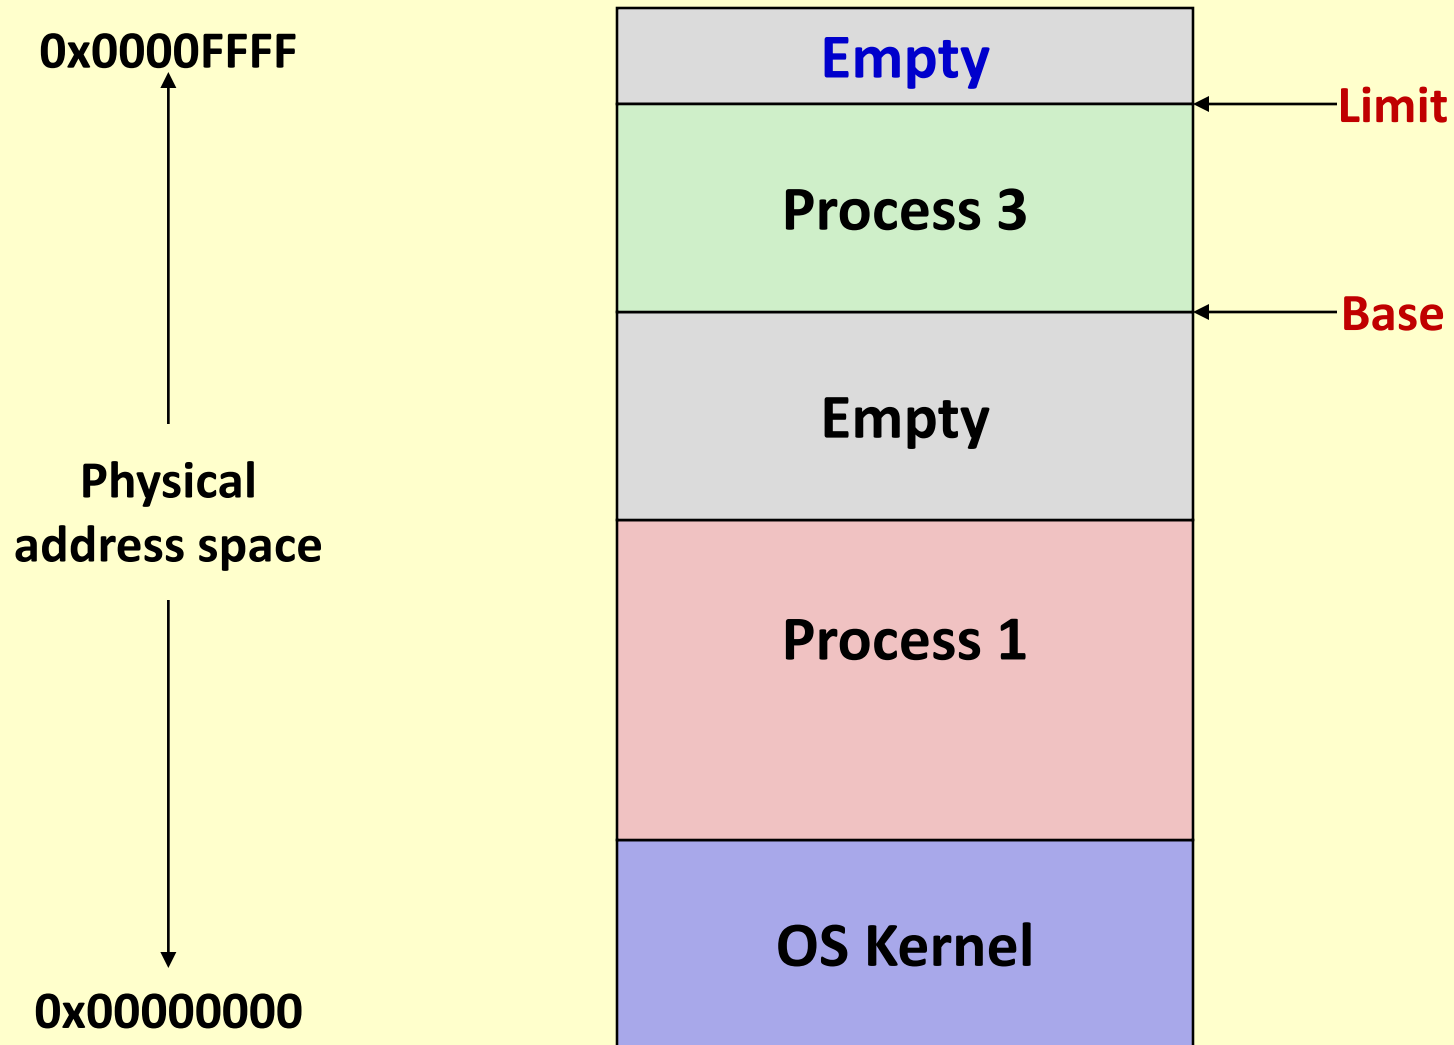 0x0000FFFF
Empty
Limit
Process 3
Base
Empty
Physical
address space
Process 1
OS Kernel
0x00000000